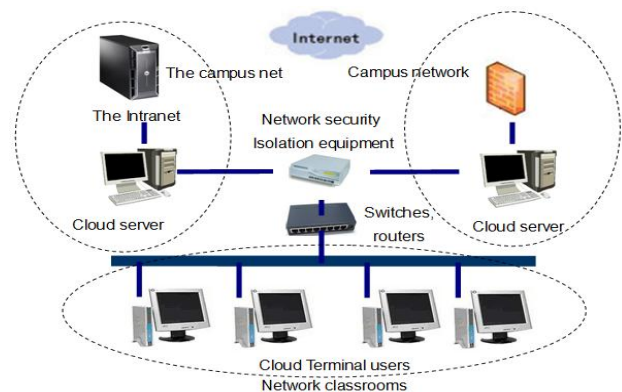 Internet
The campus net
Campus network
The Intranet
Network security
Isolation equipment
Cloud server
Switches,
routers
Cloud server
Cloud Terminal users
Network classrooms